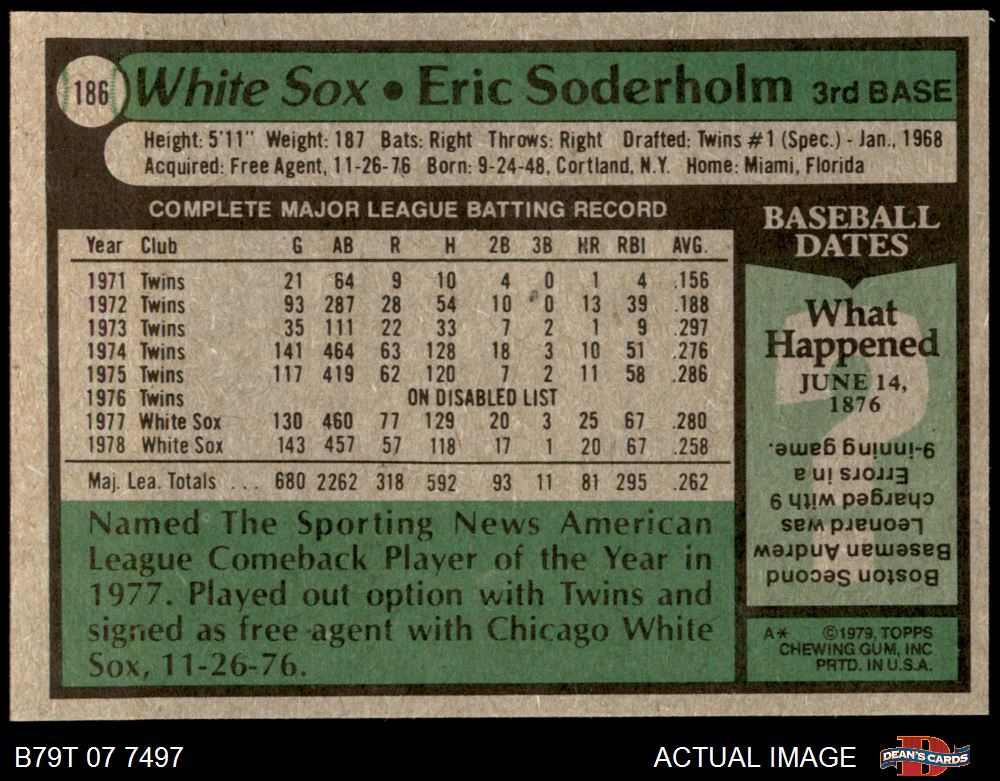 186 White Sox • Eric Soderholm 3rd BASE
Height: 5'11" Weight: 187 Bats: Right Throws: Right Drafted: Twins #1 (Spec.) - Jan., 1968
Acquired: Free Agent, 11-26-76 Born: 9-24-48, Cortland, N.Y. Home: Miami, Florida
COMPLETE MAJOR LEAGUE BATTING RECORD
Year Club G AB R H 2B 3B HR RBI AVG.
1971 Twins 21 64 9 10 4 0 1 4 .156
1972 Twins 93 287 28 54 10 0 13 39 .188
1973 Twins 35 111 22 33 7 2 1 9 .297
1974 Twins 141 464 63 128 18 3 10 51 .276
1975 Twins 117 419 62 120 7 2 11 58 .286
1976 Twins ON DISABLED LIST
1977 White Sox 130 460 77 129 20 3 25 67 .280
1978 White Sox 143 457 57 118 17 1 20 67 .258
Maj. Lea. Totals ... 680 2262 318 592 93 11 81 295 .262
Named The Sporting News American
League Comeback Player of the Year in
1977. Played out option with Twins and
signed as free agent with Chicago White
Sox, 11-26-76.
BASEBALL
DATES
What
Happened
JUNE 14,
1876
Boston Second
Baseman Andrew
Leonard was
charged with 9
Errors in a
9-inning game.
A* ©1979, TOPPS
CHEWING GUM, INC
PRTD. IN U.S.A.
B79T 07 7497
ACTUAL IMAGE
DEAN'S CARDS